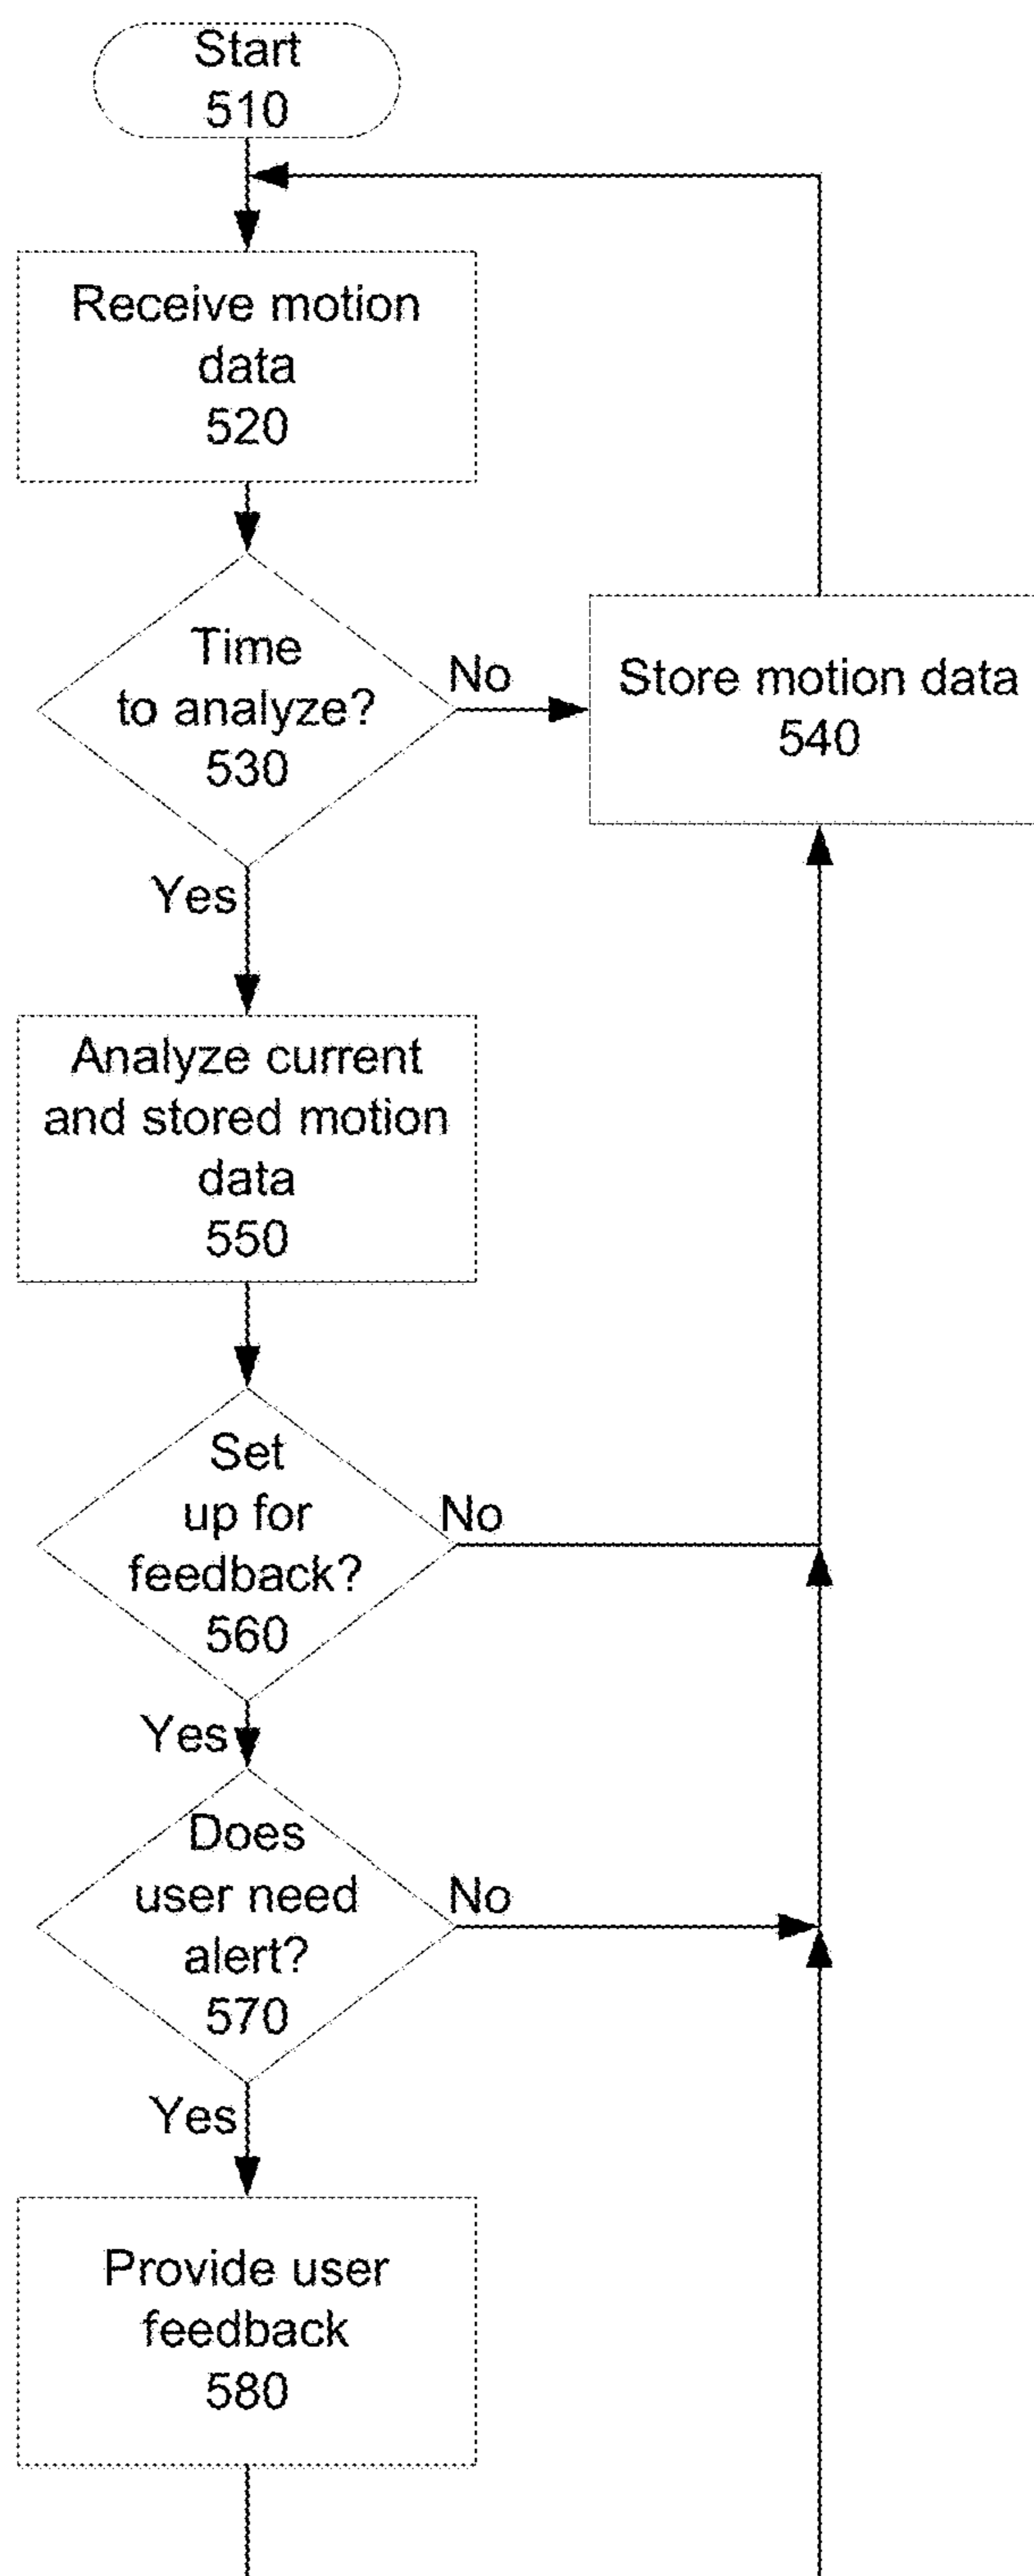 Start
510
Receive motion
data
520
Time
to analyze?
530
No
Store motion data
540
Yes
Analyze current
and stored motion
data
550
Set
up for
feedback?
560
No
Yes
Does
user need
alert?
570
No
Yes
Provide user
feedback
580